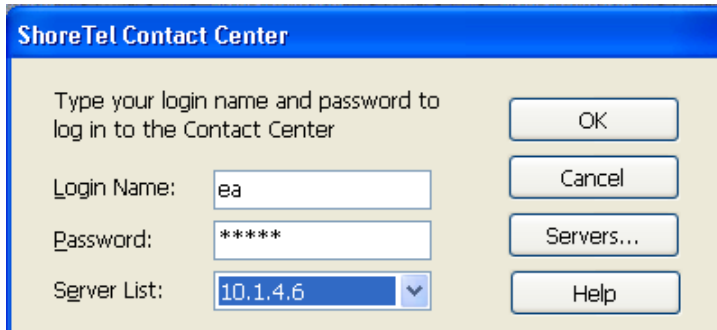 ShoreTel Contact Center
Type your login name and password to
log in to the Contact Center
OK
Login Name: ea
Cancel
Password: *****
Servers...
Server List: 10.1.4.6
Help